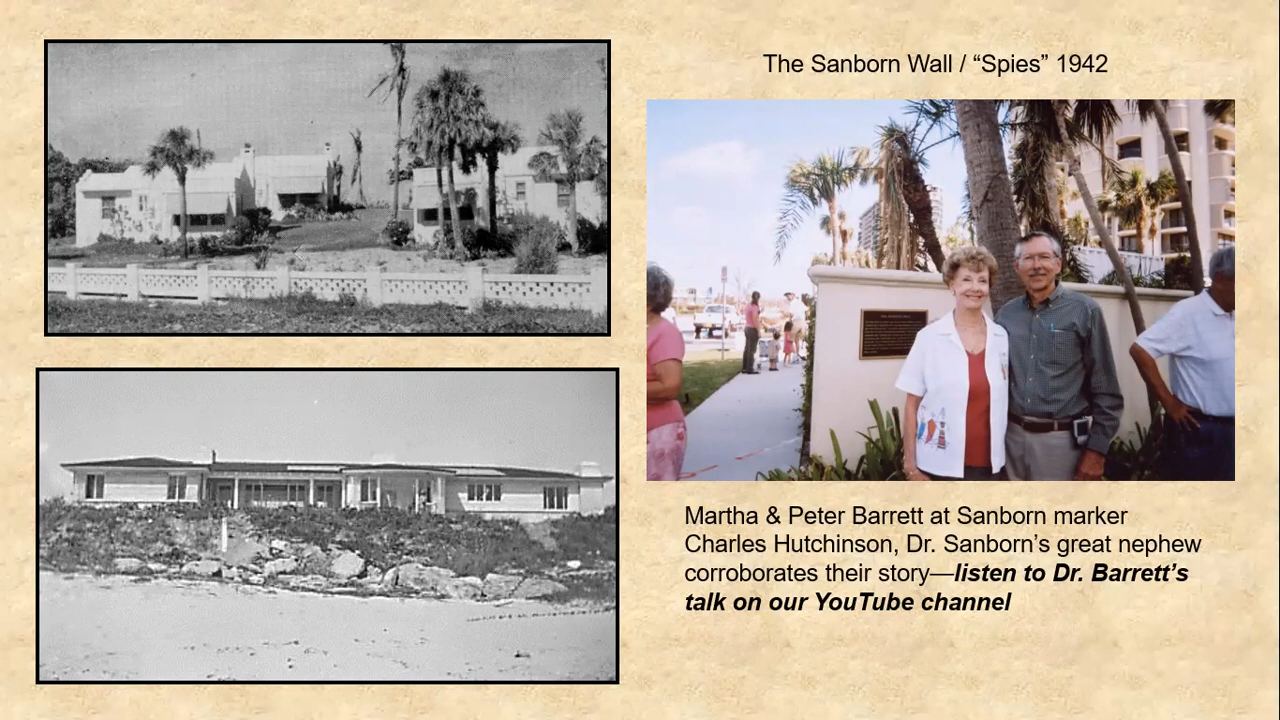 The Sanborn Wall / “Spies” 1942
Martha & Peter Barrett at Sanborn marker
Charles Hutchinson, Dr. Sanborn’s great nephew
corroborates their story—listen to Dr. Barrett’s
talk on our YouTube channel